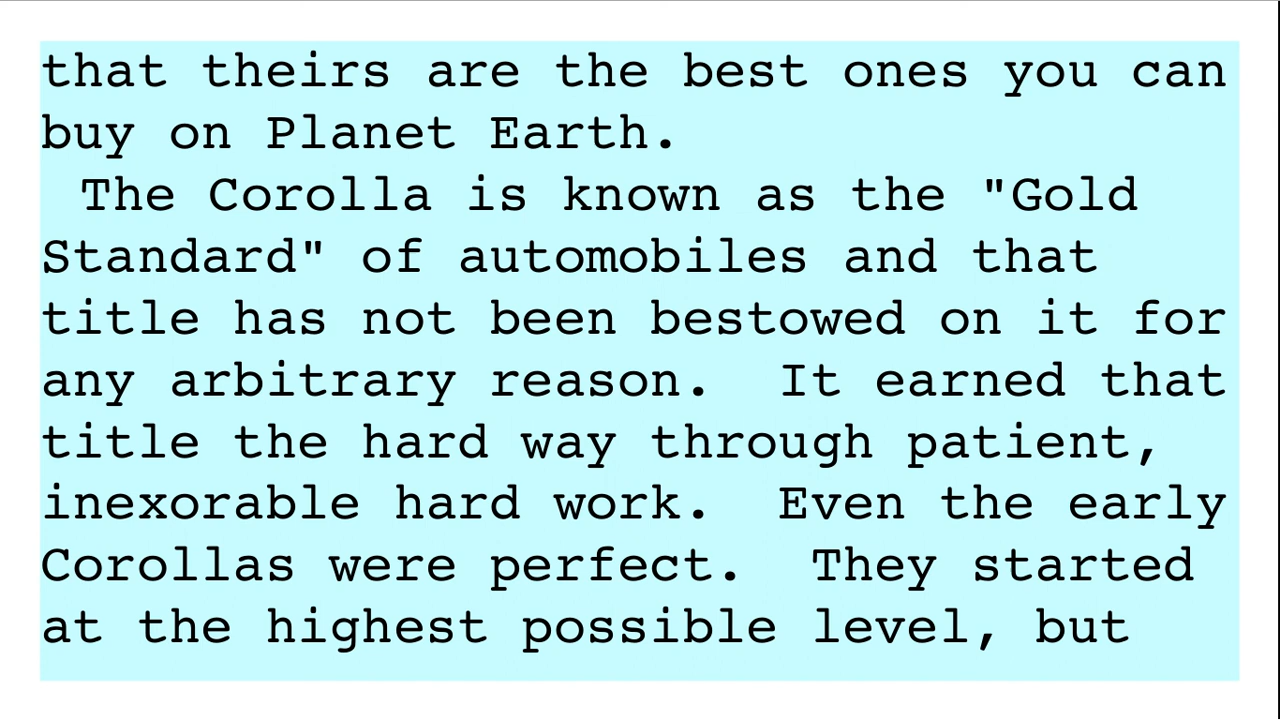 that theirs are the best ones you can
buy on Planet Earth.
The Corolla is known as the "Gold
Standard" of automobiles and that
title has not been bestowed on it for
any arbitrary reason.  It earned that
title the hard way through patient,
inexorable hard work.  Even the early
Corollas were perfect.  They started
at the highest possible level, but